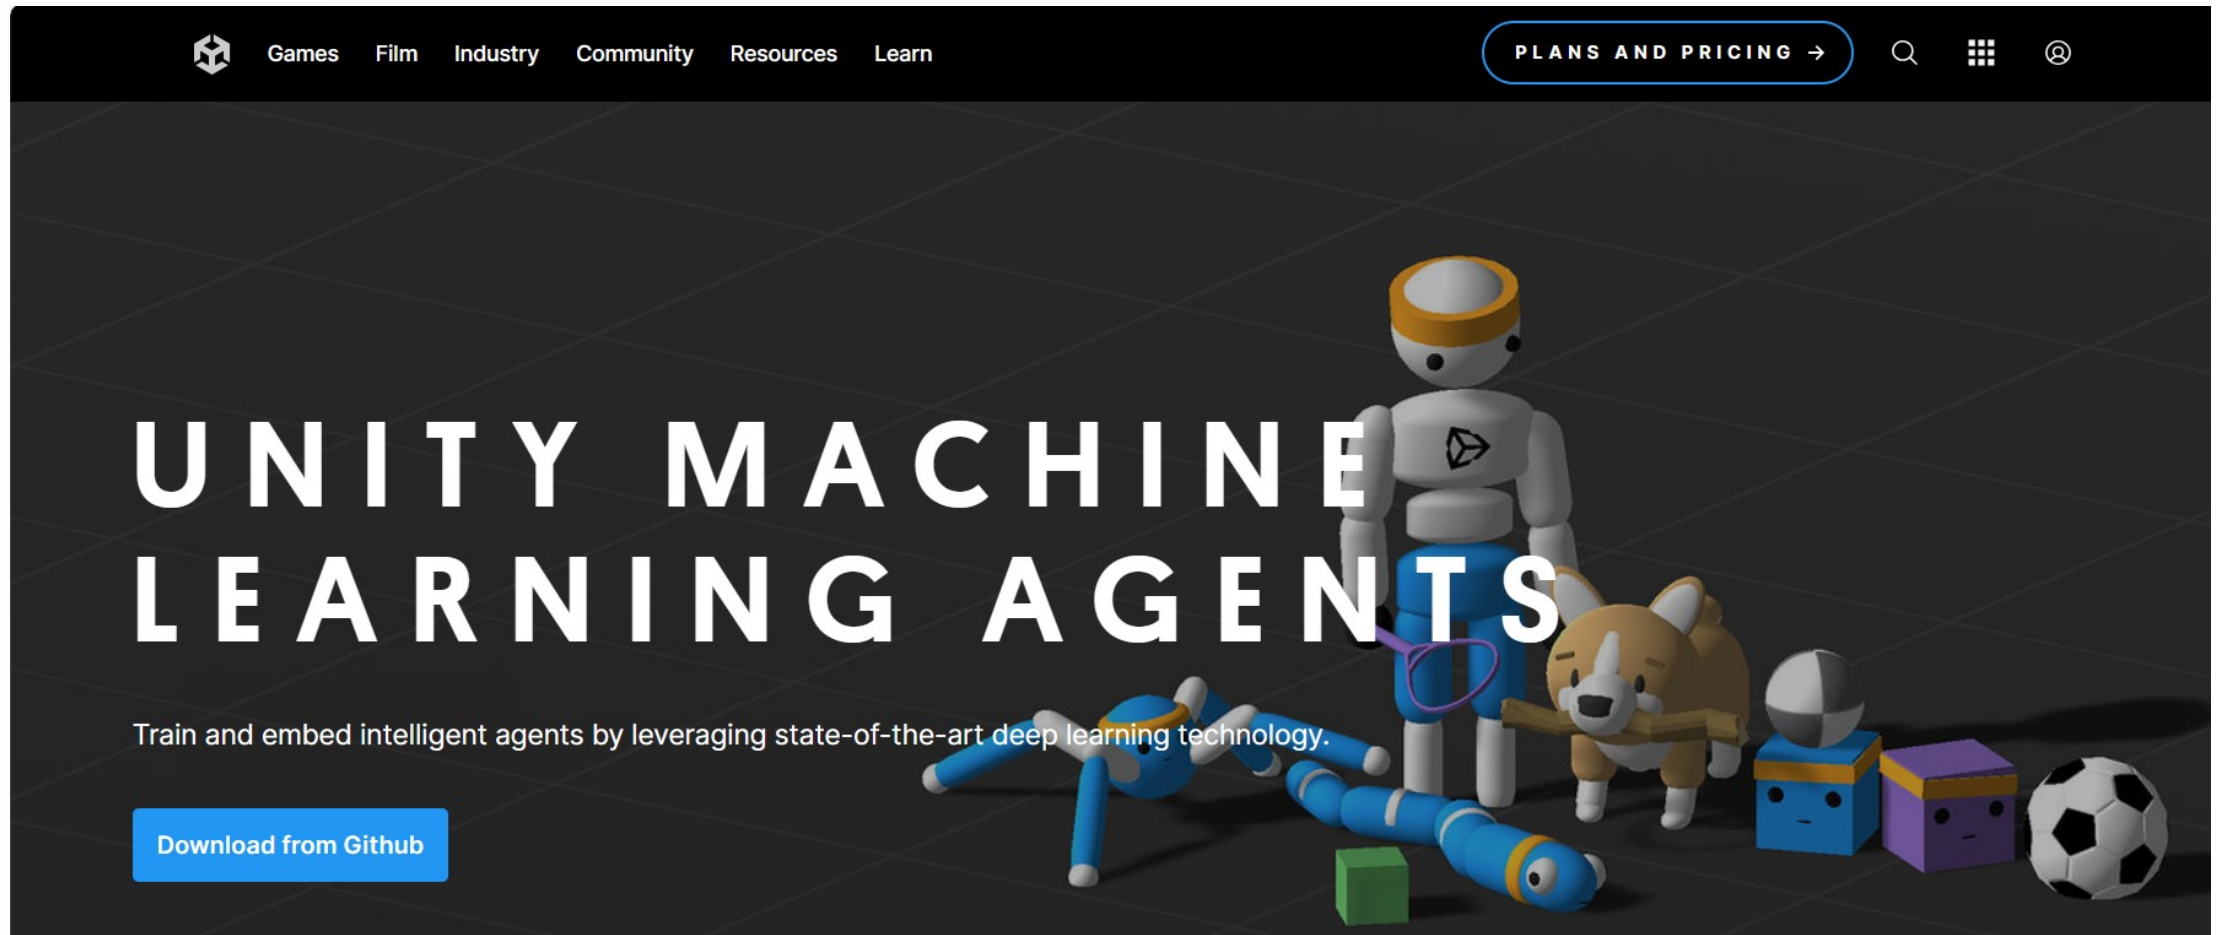 Games Film Industry Community Resources Learn PLANS AND PRICING →
UNITY MACHINE
LEARNING AGENTS
Train and embed intelligent agents by leveraging state-of-the-art deep learning technology.
Download from Github